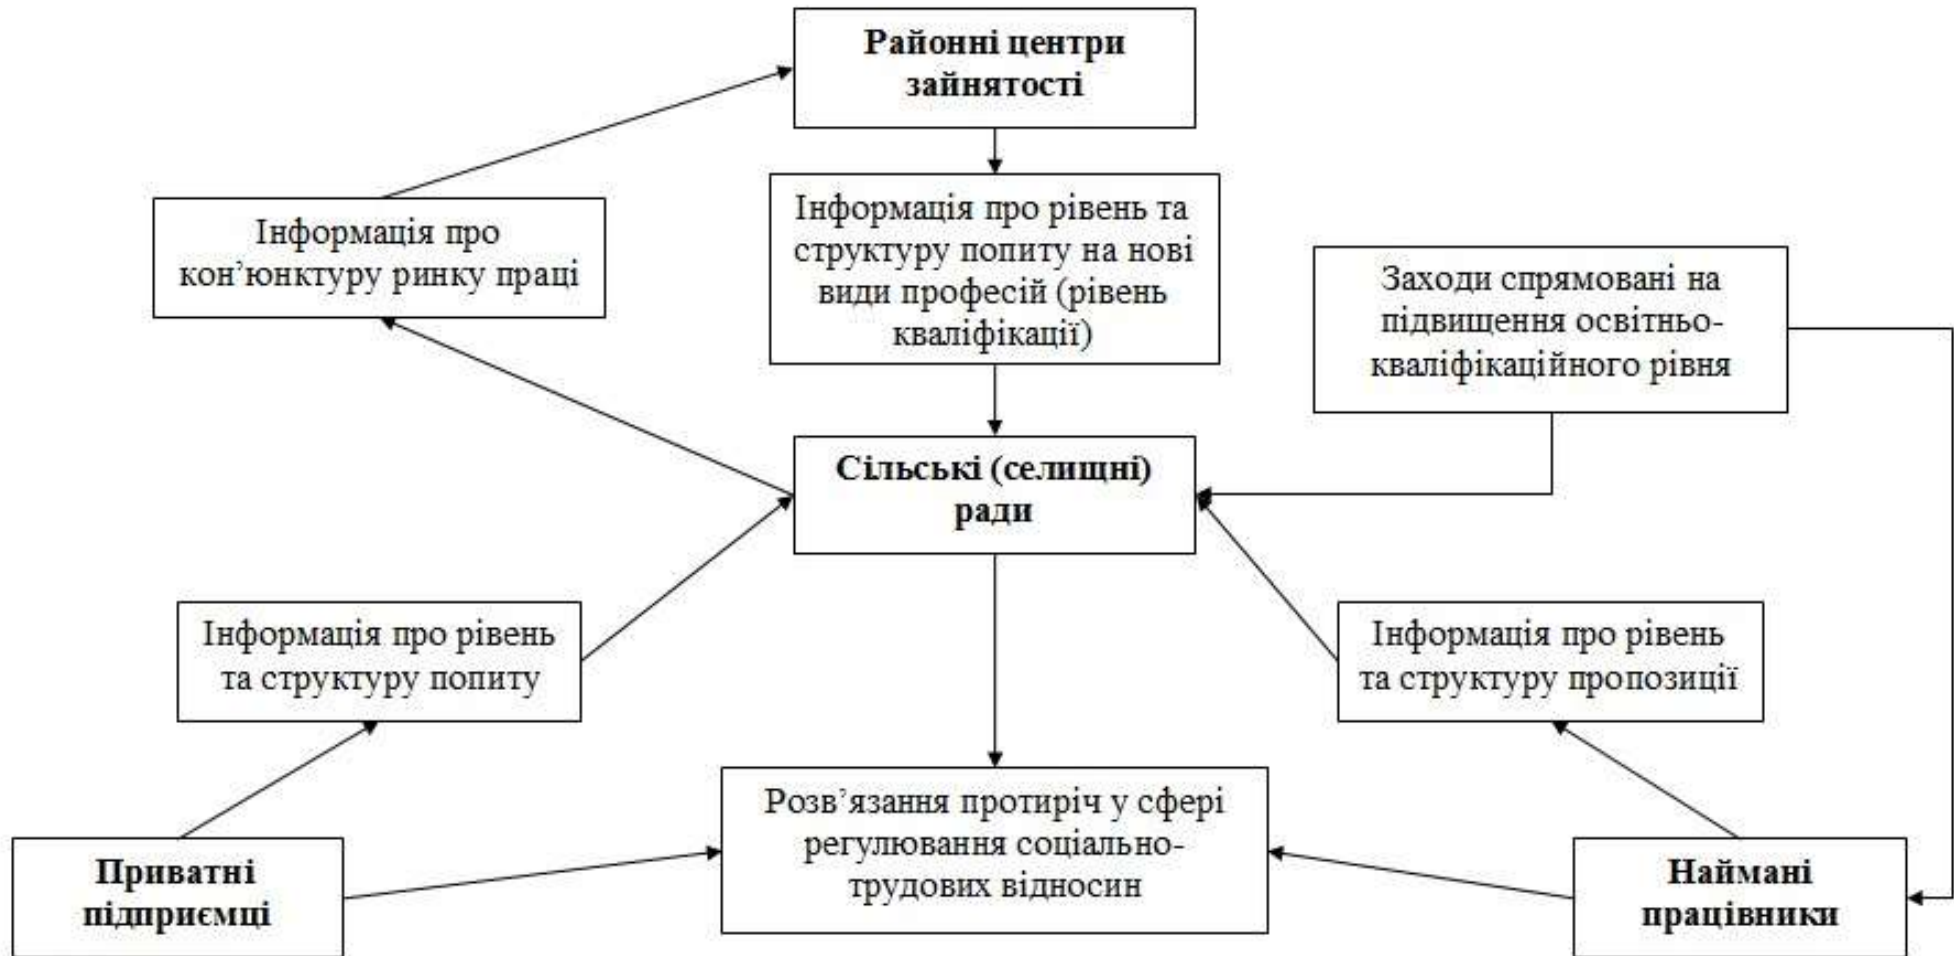 Районні центри
зайнятості
Інформація про
кон’юнктуру ринку праці
Інформація про рівень та
структуру попиту на нові
види професій (рівень
кваліфікації)
Заходи спрямовані на
підвищення освітньо-
кваліфікаційного рівня
Сільські (селищні)
ради
Інформація про рівень
та структуру попиту
Інформація про рівень
та структуру пропозиції
Приватні
підприємці
Розв’язання протиріч у сфері
регулювання соціально-
трудових відносин
Наймані
працівники